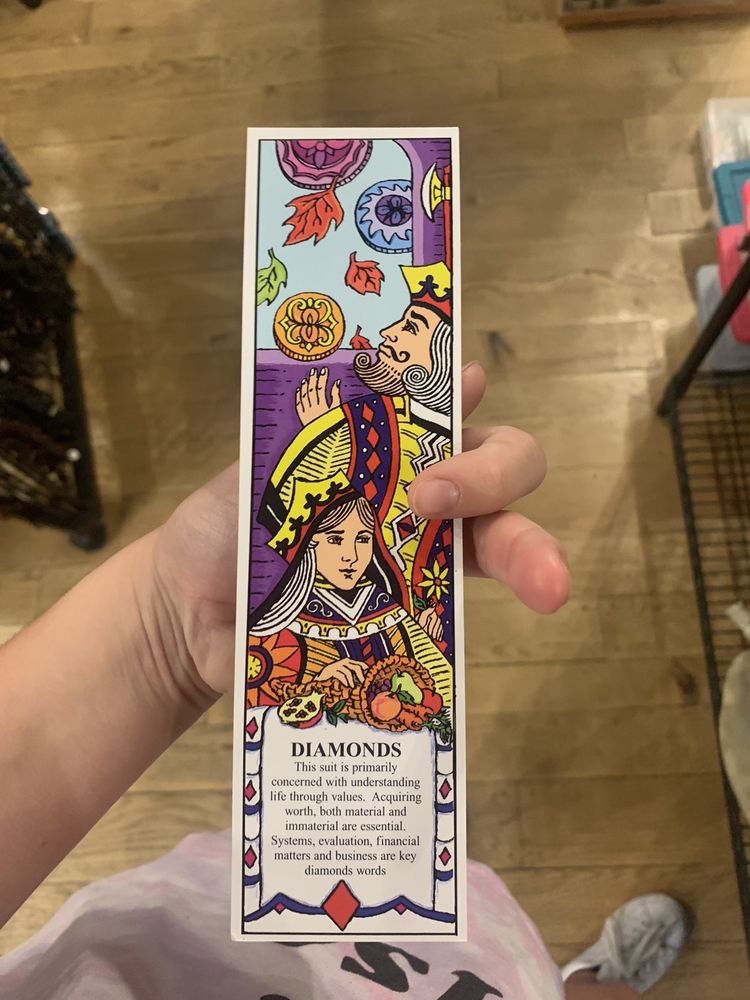 DIAMONDS
This suit is primarily
concerned with understanding
life through values. Acquiring
worth, both material and
immaterial are essential.
Systems, evaluation, financial
matters and business are key
diamonds words